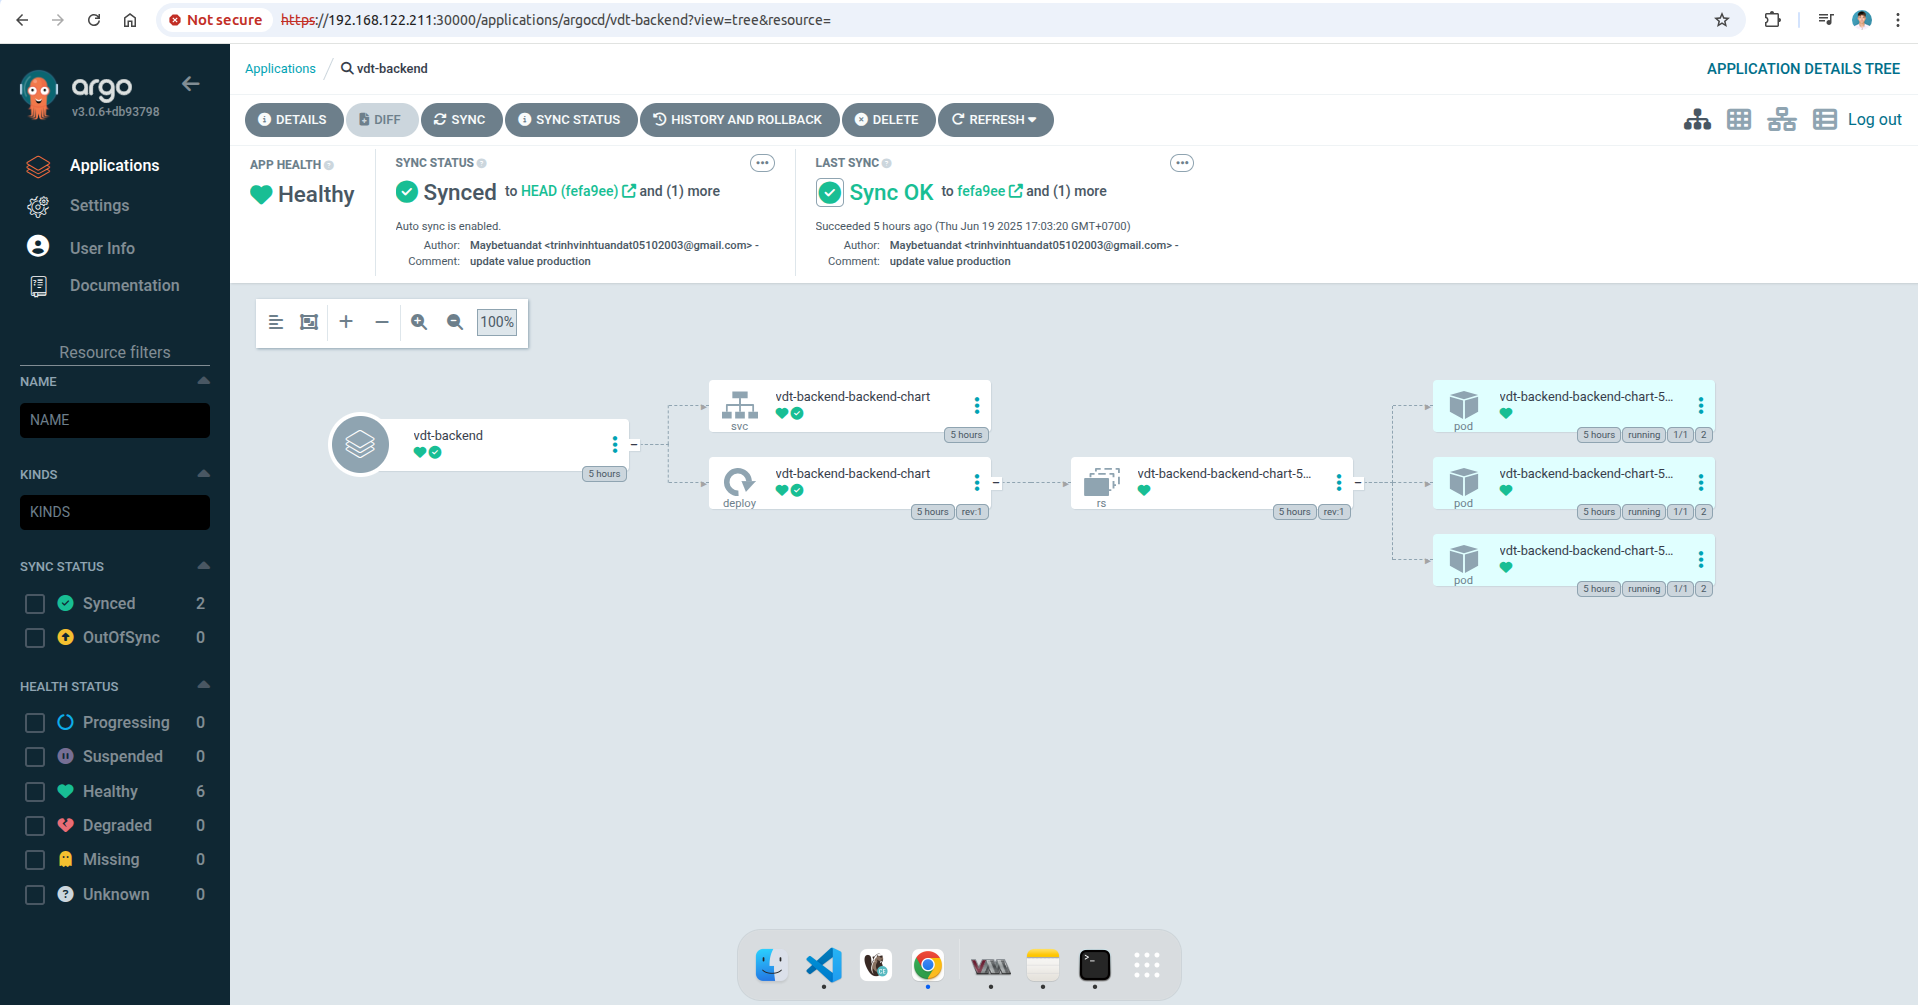 Not secure https://192.168.122.211:30000/applications/argocd/vdt-backend?view=tree&resource=
argo
v3.0.6+db93798
Applications
Settings
User Info
Documentation
Resource filters
NAME
NAME
KINDS
KINDS
SYNC STATUS
Synced 2
OutOfSync 0
HEALTH STATUS
Progressing 0
Suspended 0
Healthy 6
Degraded 0
Missing 0
Unknown 0
Applications / vdt-backend
APPLICATION DETAILS TREE
DETAILS DIFF SYNC SYNC STATUS HISTORY AND ROLLBACK DELETE REFRESH
Log out
APP HEALTH
Healthy
SYNC STATUS
Synced to HEAD (fefa9ee) and (1) more
Auto sync is enabled.
Author: Maybetuandat <trinhvinhtuandat05102003@gmail.com> -
Comment: update value production
LAST SYNC
Sync OK to fefa9ee and (1) more
Succeeded 5 hours ago (Thu Jun 19 2025 17:03:20 GMT+0700)
Author: Maybetuandat <trinhvinhtuandat05102003@gmail.com> -
Comment: update value production
100%
vdt-backend
5 hours
vdt-backend-backend-chart
svc
5 hours
vdt-backend-backend-chart
deploy
5 hours rev:1
vdt-backend-backend-chart-5...
rs
5 hours rev:1
vdt-backend-backend-chart-5...
pod
5 hours running 1/1 2
vdt-backend-backend-chart-5...
pod
5 hours running 1/1 2
vdt-backend-backend-chart-5...
pod
5 hours running 1/1 2